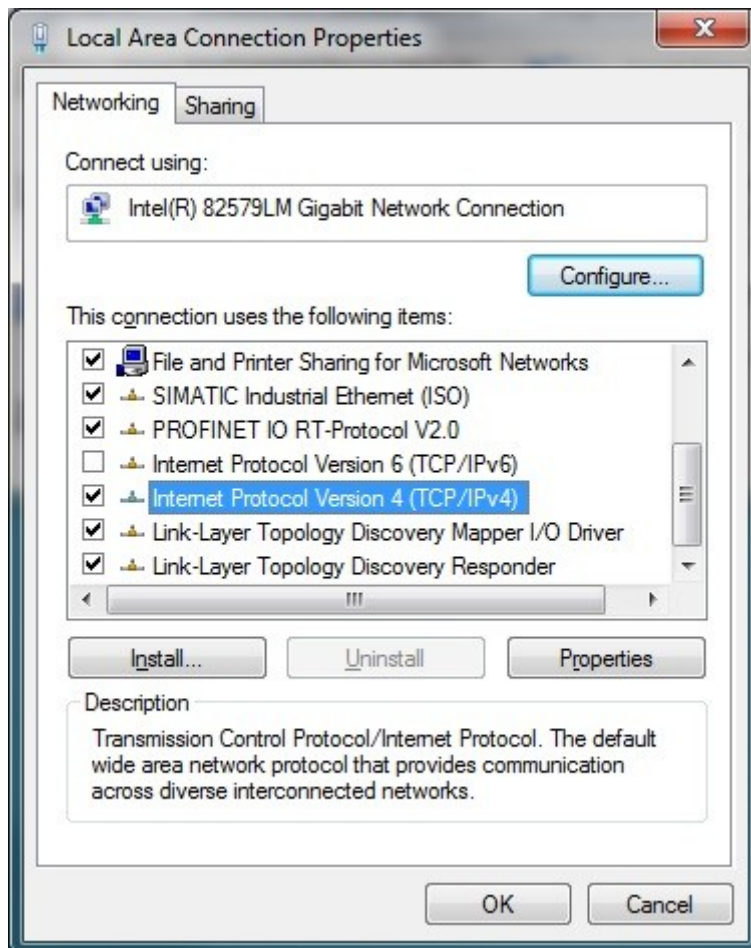 Local Area Connection Properties
Networking
Sharing
Connect using:
Intel(R) 82579LM Gigabit Network Connection
Configure...
This connection uses the following items:
File and Printer Sharing for Microsoft Networks
SIMATIC Industrial Ethernet (ISO)
PROFINET IO RT-Protocol V2.0
Internet Protocol Version 6 (TCP/IPv6)
Internet Protocol Version 4 (TCP/IPv4)
Link-Layer Topology Discovery Mapper I/O Driver
Link-Layer Topology Discovery Responder
Install...
Uninstall
Properties
Description
Transmission Control Protocol/Internet Protocol. The default
wide area network protocol that provides communication
across diverse interconnected networks.
OK
Cancel